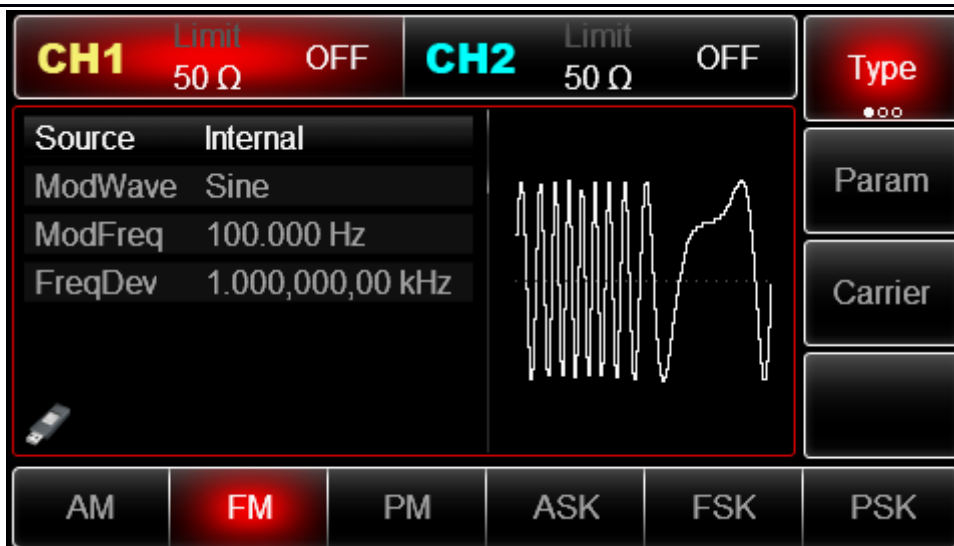 CH1 Limit 50 Ω OFF CH2 Limit 50 Ω OFF
Type
Source Internal
ModWave Sine
ModFreq 100.000 Hz
FreqDev 1.000,000,00 kHz
Param
Carrier
AM FM PM ASK FSK PSK